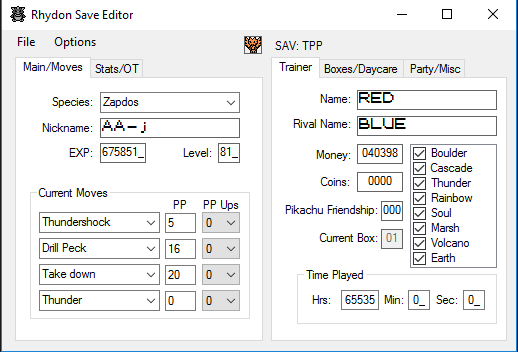 Rhydon Save Editor
File Options
SAV: TPP
Main/Moves Stats/OT
Species: Zapdos
Nickname: AA-j
EXP: 675851_ Level: 81_
Current Moves
PP PP Ups
Thundershock 5 0
Drill Peck 16 0
Take down 20 0
Thunder 0 0
Trainer Boxes/Daycare Party/Misc
Name: RED
Rival Name: BLUE
Money: 040398
Coins: 0000
Pikachu Friendship: 000
Current Box: 01
Boulder
Cascade
Thunder
Rainbow
Soul
Marsh
Volcano
Earth
Time Played
Hrs: 65535 Min: 0_ Sec: 0_